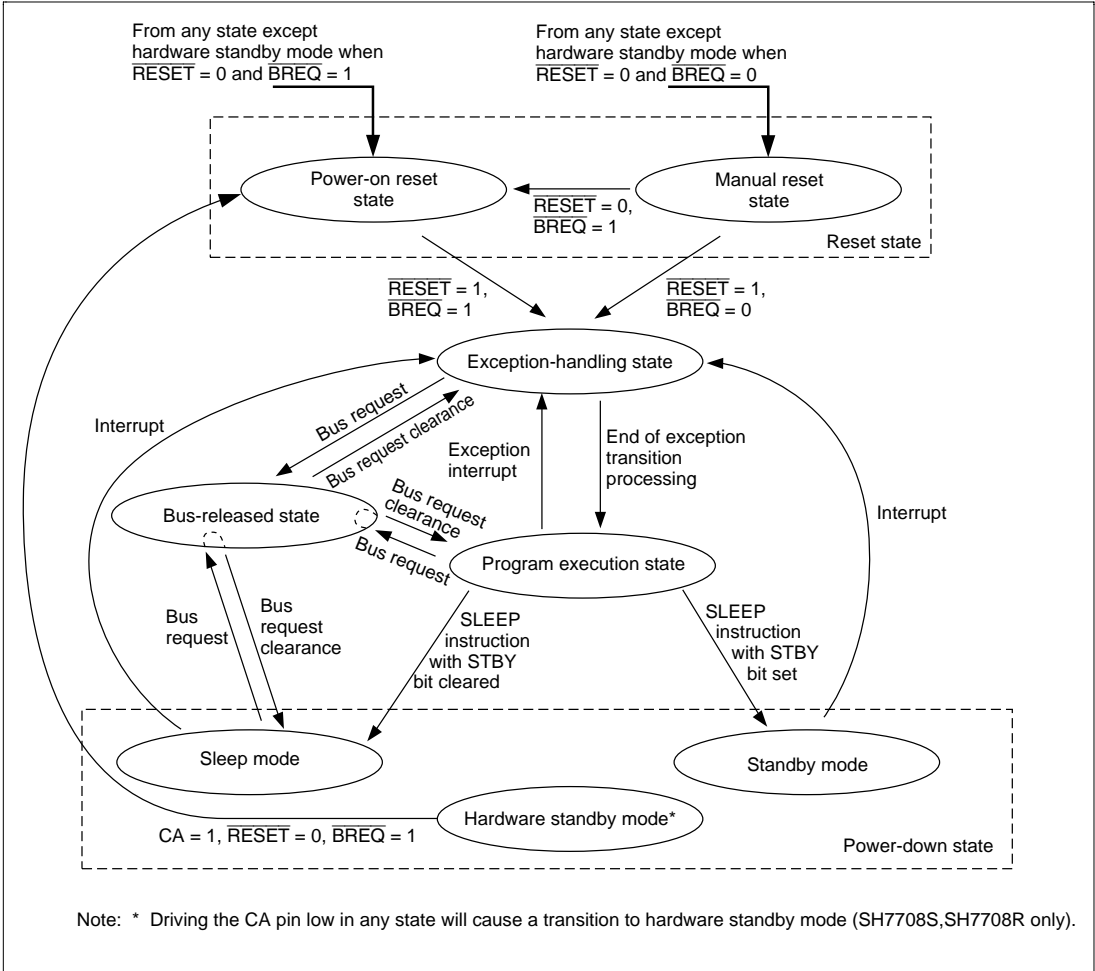 From any state except
hardware standby mode when
RESET = 0 and BREQ = 1
From any state except
hardware standby mode when
RESET = 0 and BREQ = 0
Power-on reset
state
Manual reset
state
RESET = 0,
BREQ = 1
Reset state
RESET = 1,
BREQ = 1
RESET = 1,
BREQ = 0
Exception-handling state
Interrupt
Bus request
Bus request clearance
Exception
interrupt
End of exception
transition
processing
Interrupt
Bus-released state
Bus request
clearance
Bus request
Program execution state
Bus
request
Bus
request
clearance
SLEEP
instruction
with STBY
bit cleared
SLEEP
instruction
with STBY
bit set
Sleep mode
Standby mode
Hardware standby mode*
CA = 1, RESET = 0, BREQ = 1
Power-down state
Note: * Driving the CA pin low in any state will cause a transition to hardware standby mode (SH7708S,SH7708R only).